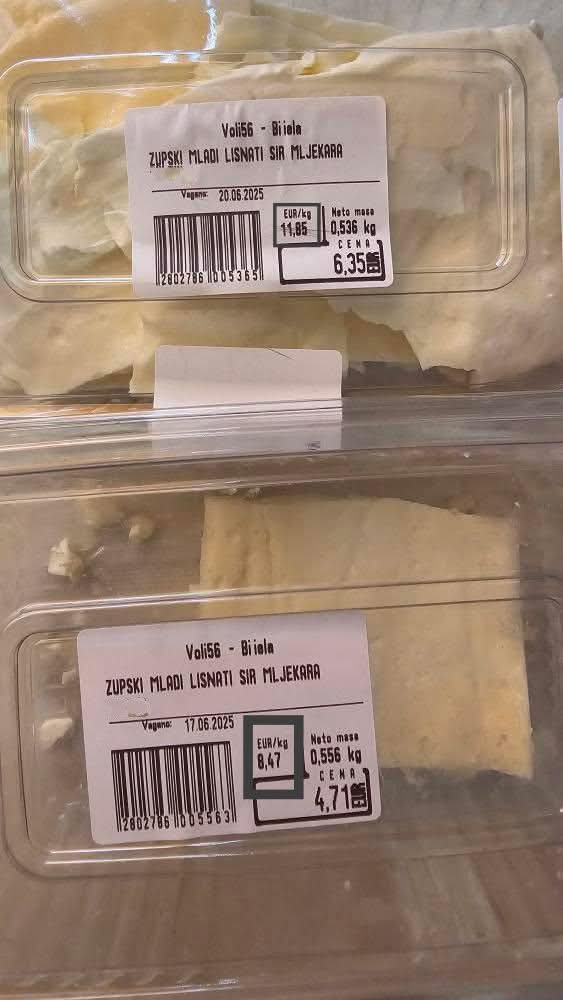 Voli56 - Bijela
ZUPSKI MLADI LISNATI SIR MLJEKARA
Vagano: 20.06.2025
EUR/kg Neto masa
11,85 0,536 kg
CENA
6,35 EUR
2802786 005365
Voli56 - Bijela
ZUPSKI MLADI LISNATI SIR MLJEKARA
Vagano: 17.06.2025
EUR/kg Neto masa
8,47 0,556 kg
CENA
4,71 EUR
2802786 005563